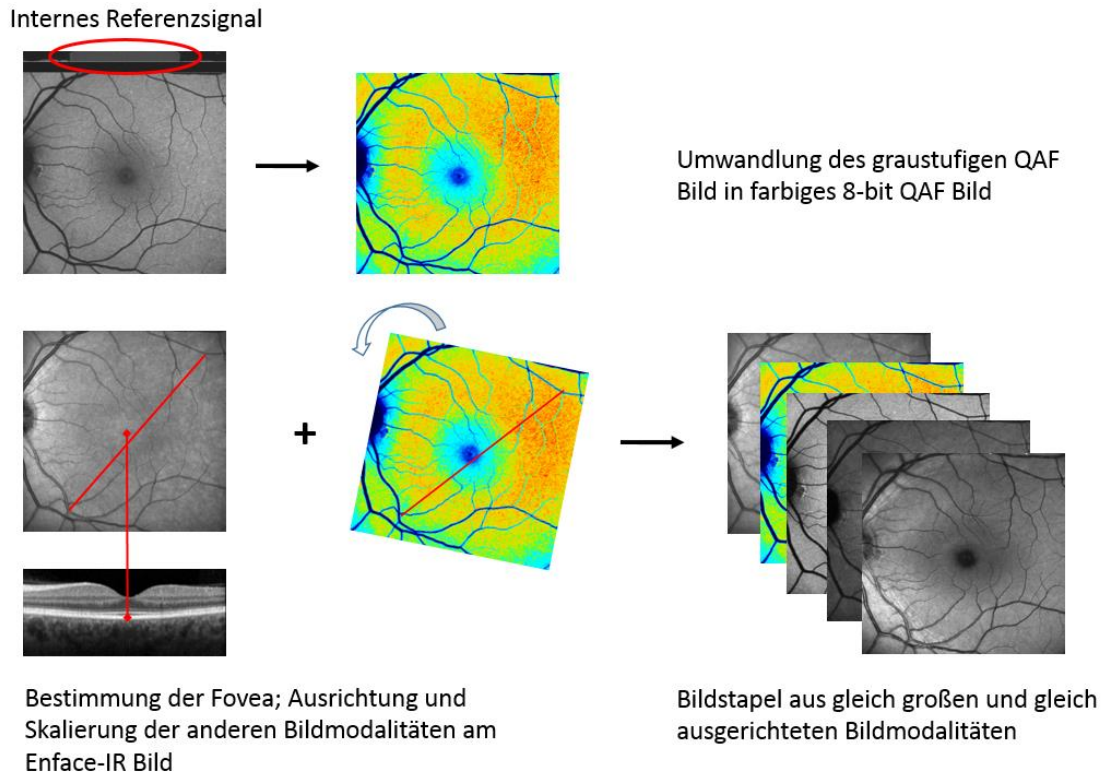 Internes Referenzsignal
Umwandlung des graustufigen QAF
Bild in farbiges 8-bit QAF Bild
+
Bestimmung der Fovea; Ausrichtung und
Skalierung der anderen Bildmodalitäten am
Enface-IR Bild
Bildstapel aus gleich großen und gleich
ausgerichteten Bildmodalitäten